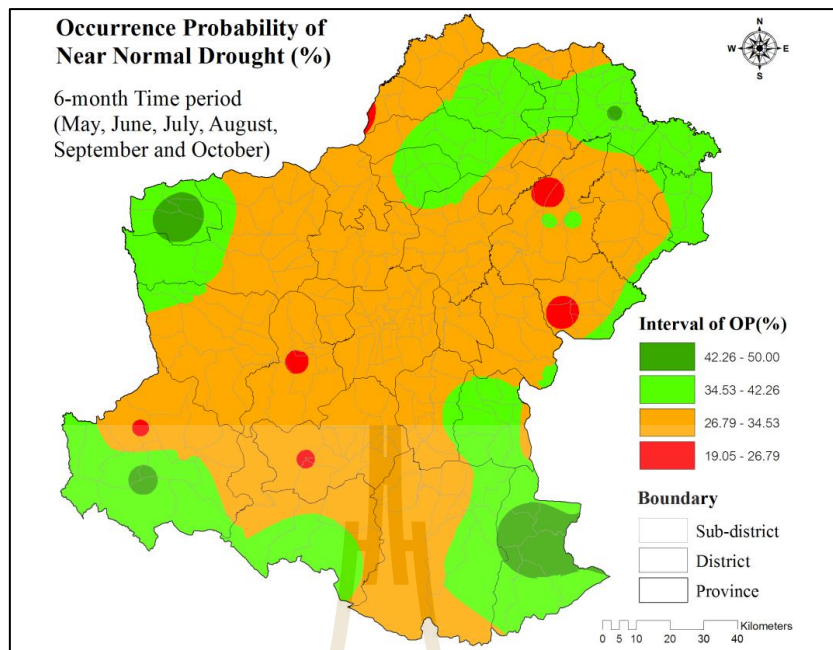 Occurrence Probability of
Near Normal Drought (%)
6-month Time period
(May, June, July, August,
September and October)
N
W E
S
Interval of OP(%)
42.26 - 50.00
34.53 - 42.26
26.79 - 34.53
19.05 - 26.79
Boundary
Sub-district
District
Province
Kilometers
0 5 10 20 30 40